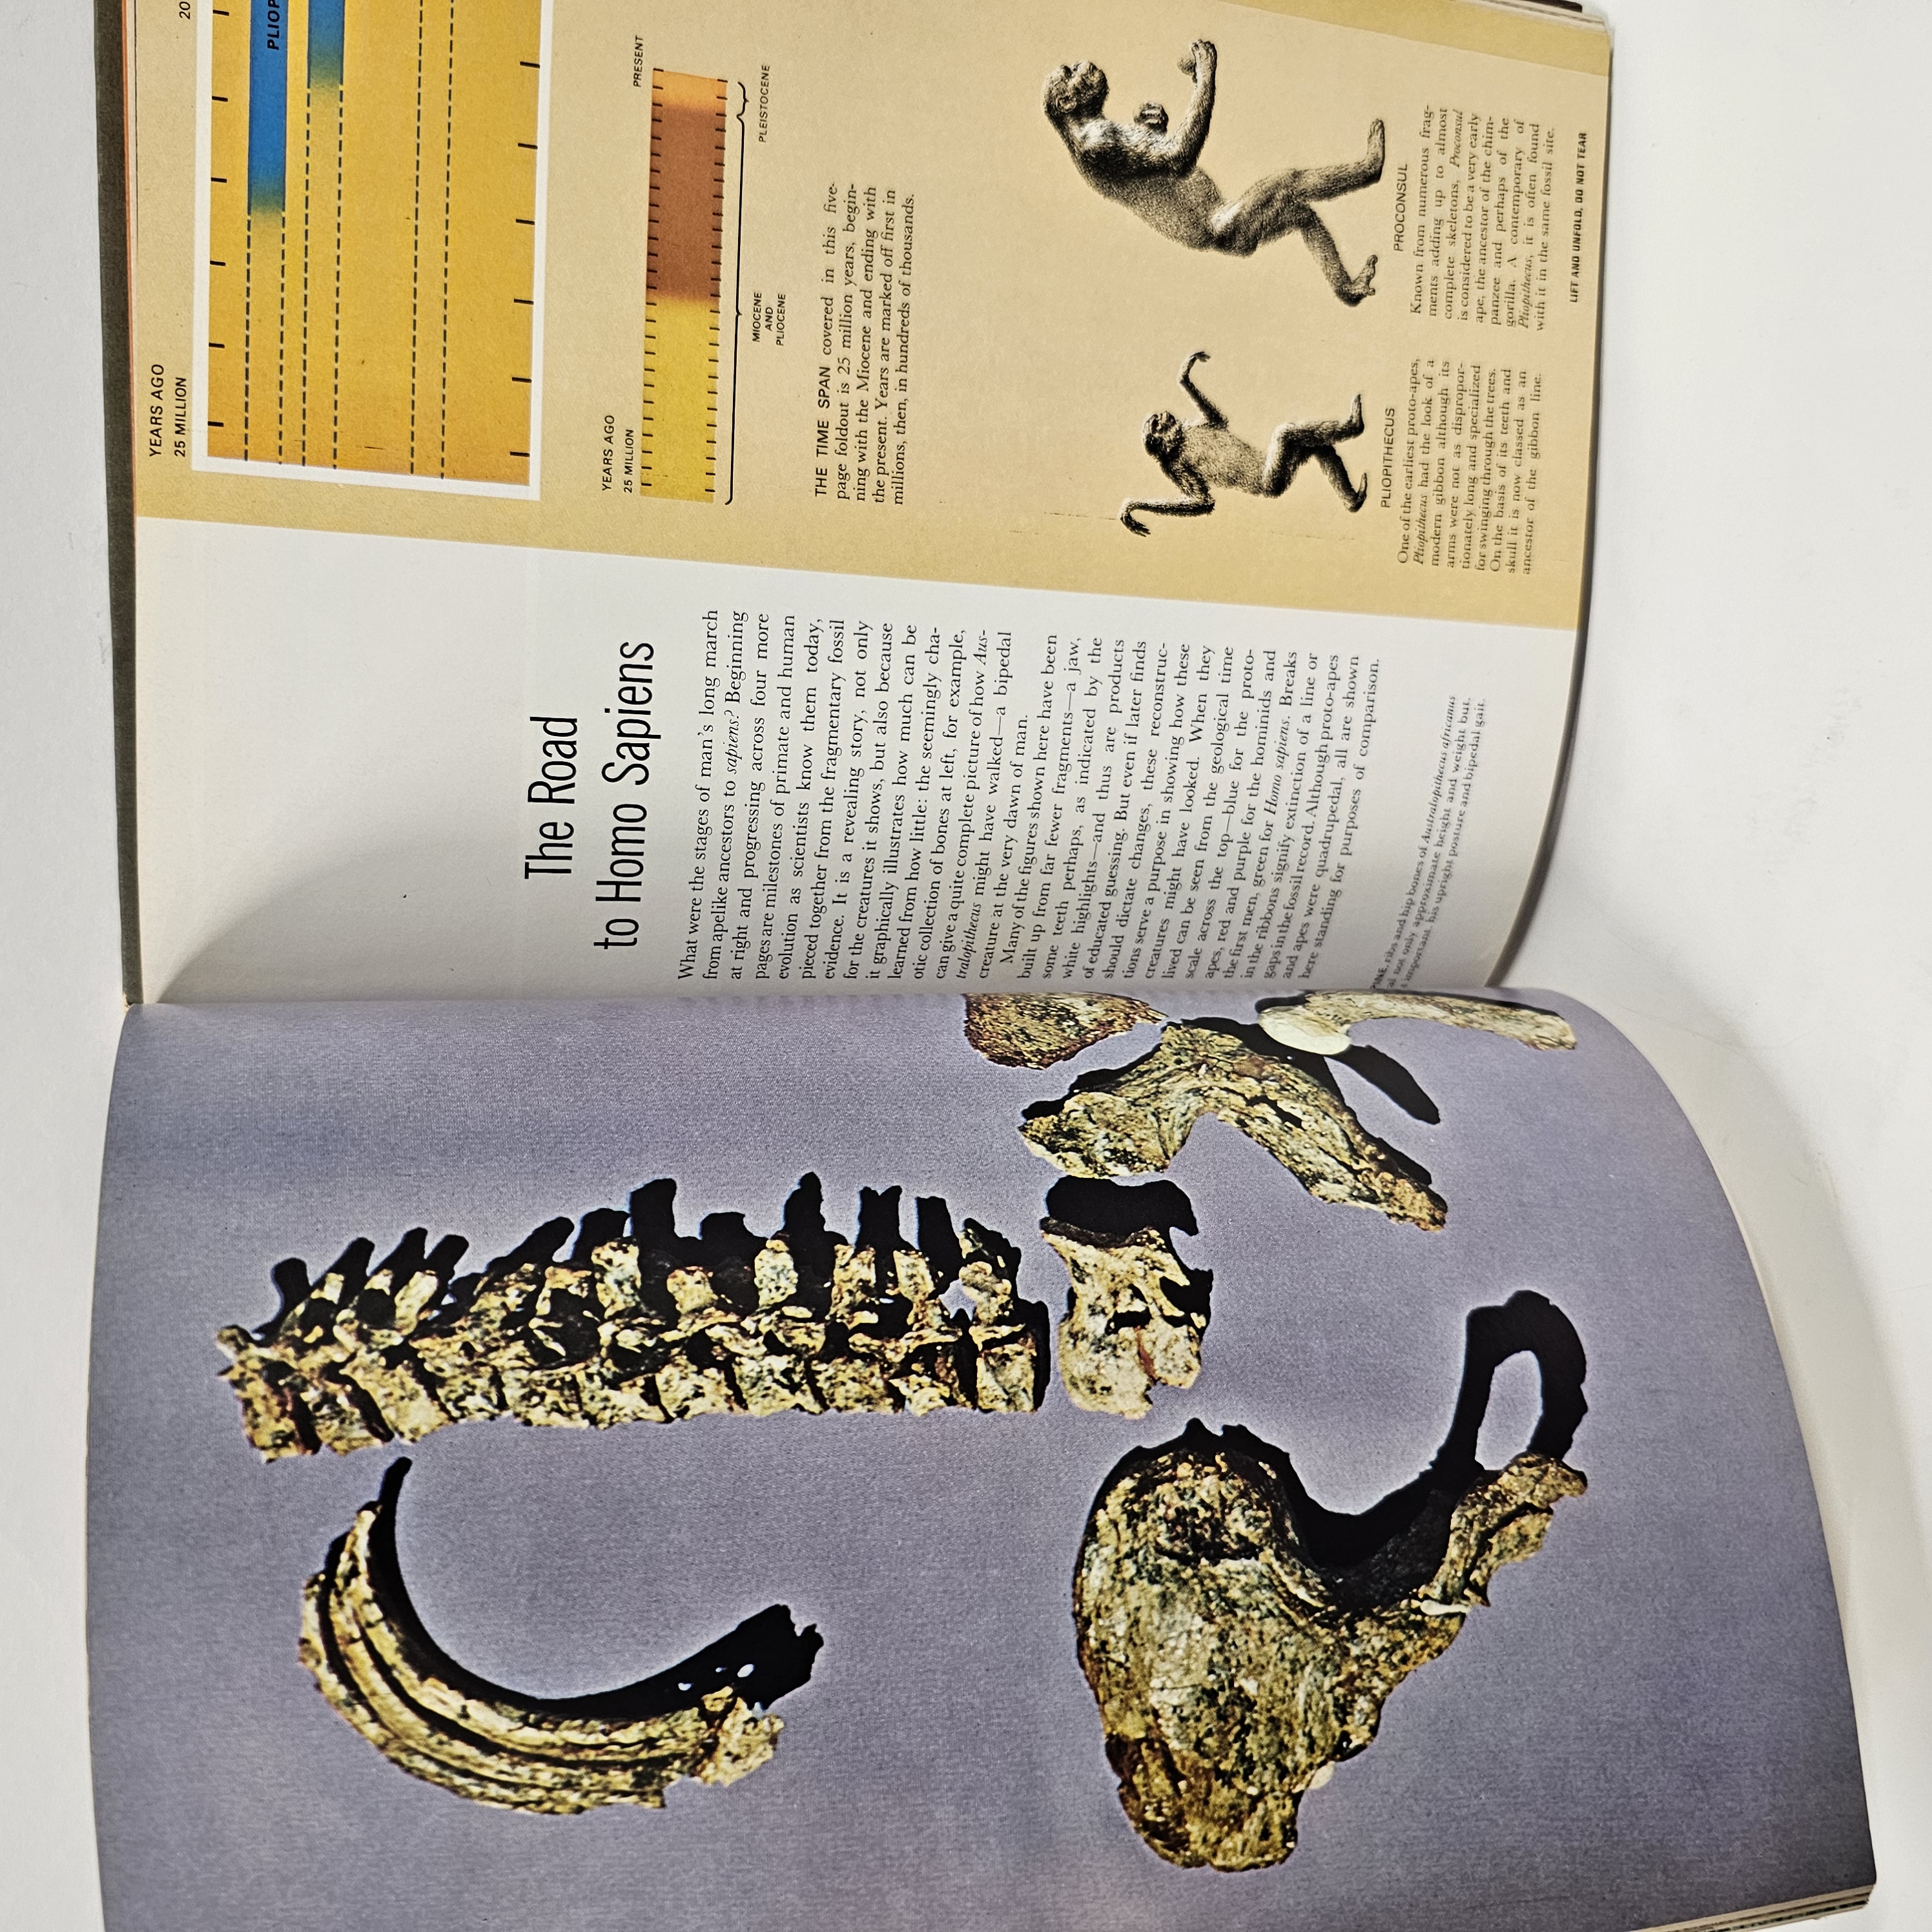 The Road
to Homo Sapiens
What were the stages of man's long march
from apelike ancestors to sapiens? Beginning
at right and progressing across four more
pages are milestones of primate and human
evolution as scientists know them today,
pieced together from the fragmentary fossil
evidence. It is a revealing story, not only
for the creatures it shows, but also because
it graphically illustrates how much can be
learned from how little: the seemingly cha-
otic collection of bones at left, for example,
can give a quite complete picture of how Aus-
tralopithecus might have walked—a bipedal
creature at the very dawn of man.
Many of the figures shown here have been
built up from far fewer fragments—a jaw,
some teeth perhaps, as indicated by the
white highlights—and thus are products
of educated guessing. But even if later finds
should dictate changes, these reconstruc-
tions serve a purpose in showing how these
creatures might have looked. When they
lived can be seen from the geological time
scale across the top—blue for the proto-
apes, red and purple for the hominids and
the first men, green for Homo sapiens. Breaks
in the ribbons signify extinction of a line or
gaps in the fossil record. Although proto-apes
and apes were quadrupedal, all are shown
here standing for purposes of comparison.
ribs and hip bones of Australopithecus africanus
not only approximate height and weight but,
important, his upright posture and bipedal gait.
YEARS AGO
25 MILLION
20
PLIOP
YEARS AGO
25 MILLION
PRESENT
MIOCENE
AND
PLIOCENE
PLEISTOCENE
THE TIME SPAN covered in this five-
page foldout is 25 million years, begin-
ning with the Miocene and ending with
the present. Years are marked off first in
millions, then, in hundreds of thousands.
PLIOPITHECUS
One of the earliest proto-apes,
Pliopithecus had the look of a
modern gibbon although its
arms were not as dispropor-
tionately long and specialized
for swinging through the trees.
On the basis of its teeth and
skull it is now classed as an
ancestor of the gibbon line.
PROCONSUL
Known from numerous frag-
ments adding up to almost
complete skeletons, Proconsul
is considered to be a very early
ape, the ancestor of the chim-
panzee and perhaps of the
gorilla. A contemporary of
Pliopithecus, it is often found
with it in the same fossil site.
LIFT AND UNFOLD, DO NOT TEAR